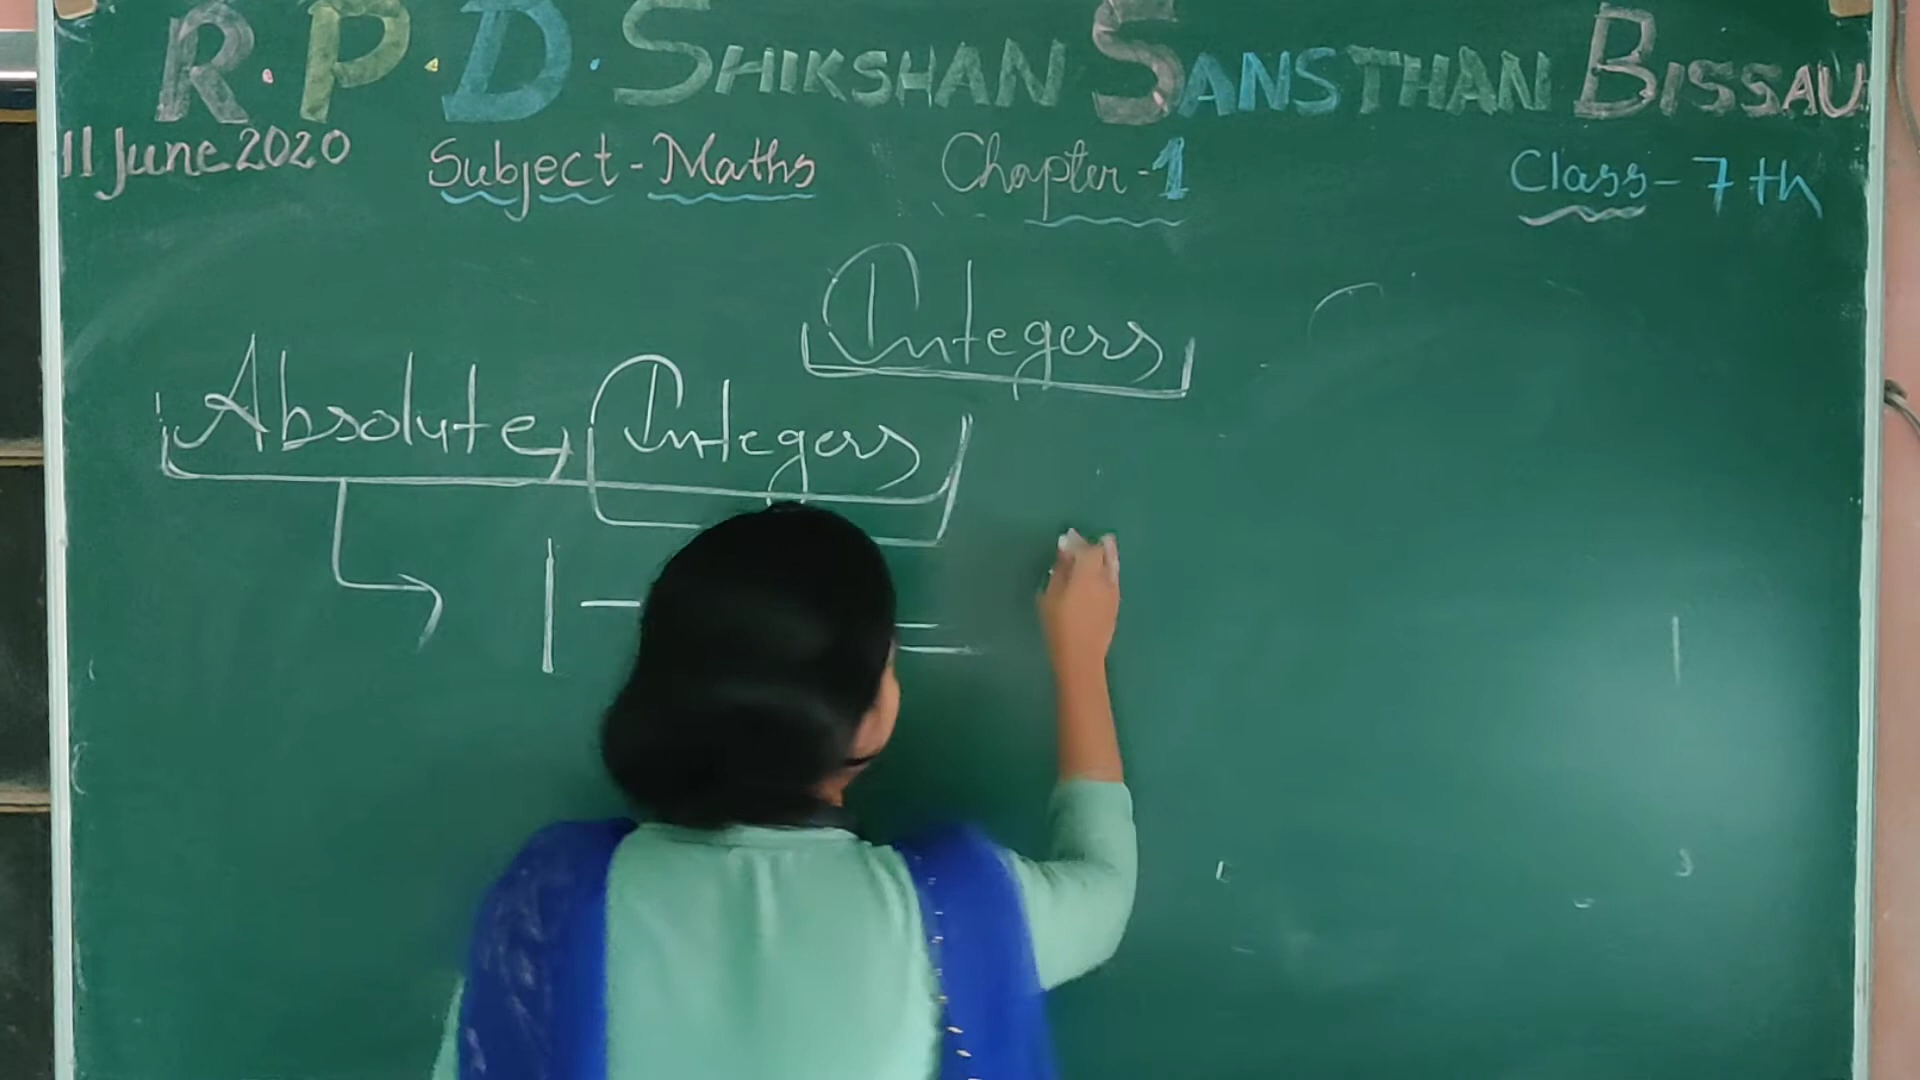 R.P.D. SHIKSHAN SANSTHAN BISSAU
11 June 2020 Subject - Maths Chapter - 1 Class - 7th
Integers
Absolute Integers
| - =